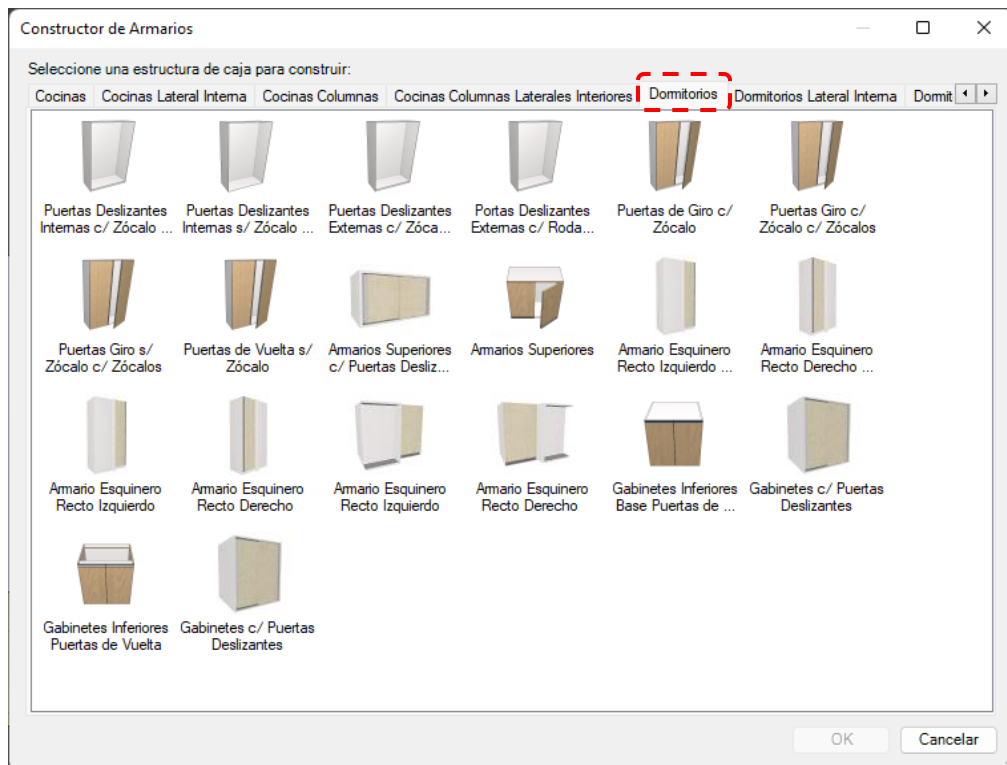 Constructor de Armarios
Seleccione una estructura de caja para construir:
Cocinas Cocinas Lateral Interna Cocinas Columnas Cocinas Columnas Laterales Interiores Dormitorios Dormitorios Lateral Interna Dormit
Puertas Deslizantes Puertas Deslizantes Puertas Deslizantes Portas Deslizantes Puertas de Giro c/ Puertas Giro c/
Internas c/ Zócalo ... Internas s/ Zócalo ... Externas c/ Zóca... Externas c/ Roda... Zócalo Zócalo c/ Zócalos
Puertas Giro s/ Puertas de Vuelta s/ Armarios Superiores Armarios Superiores Armario Esquinero Armario Esquinero
Zócalo c/ Zócalos Zócalo c/ Puertas Desliz... Recto Izquierdo ... Recto Derecho ...
Armario Esquinero Armario Esquinero Armario Esquinero Armario Esquinero Gabinetes Inferiores Gabinetes c/ Puertas
Recto Izquierdo Recto Derecho Recto Izquierdo Recto Derecho Base Puertas de ... Deslizantes
Gabinetes Inferiores Gabinetes c/ Puertas
Puertas de Vuelta Deslizantes
OK Cancelar